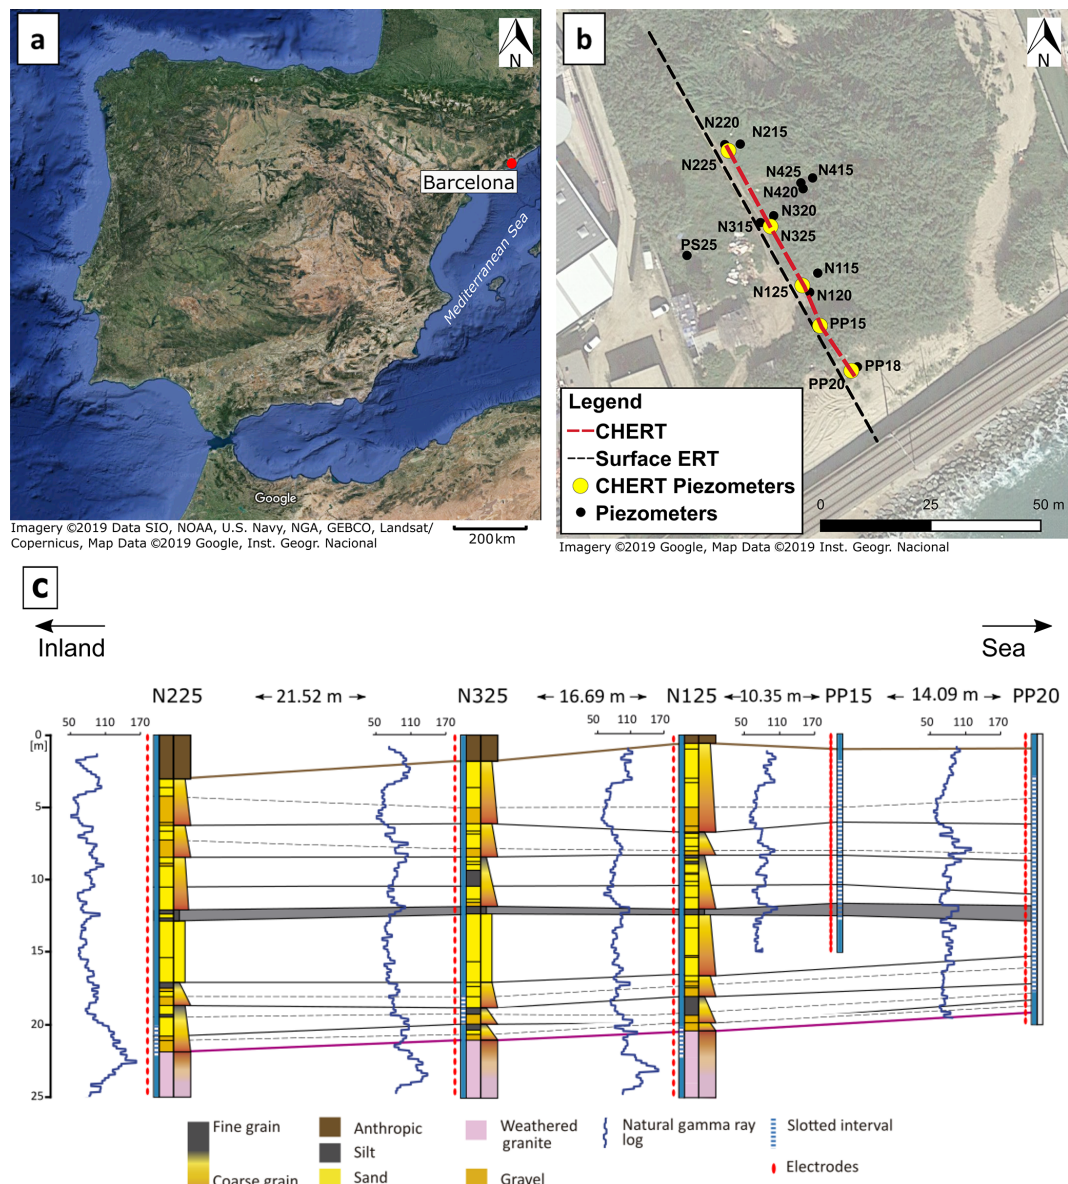 a
N
Barcelona
Mediterranean Sea
Google
Imagery ©2019 Data SIO, NOAA, U.S. Navy, NGA, GEBCO, Landsat/
Copernicus, Map Data ©2019 Google, Inst. Geogr. Nacional
200km
b
N
N220
N215
N225
N425
N415
N420
N320
N315
N325
PS25
N115
N125
N120
PP15
PP18
PP20
Legend
CHERT
Surface ERT
CHERT Piezometers
Piezometers
0 25 50 m
Imagery ©2019 Google, Map Data ©2019 Inst. Geogr. Nacional
c
Inland
Sea
N225 21.52 m N325 16.69 m N125 10.35 m PP15 14.09 m PP20
50 110 170 50 110 170 50 110 170 50 110 170 50 110 170
0
[m]
5
10
15
20
25
Fine grain
Coarse grain
Anthropic
Silt
Sand
Weathered
granite
Gravel
Natural gamma ray
log
Slotted interval
Electrodes